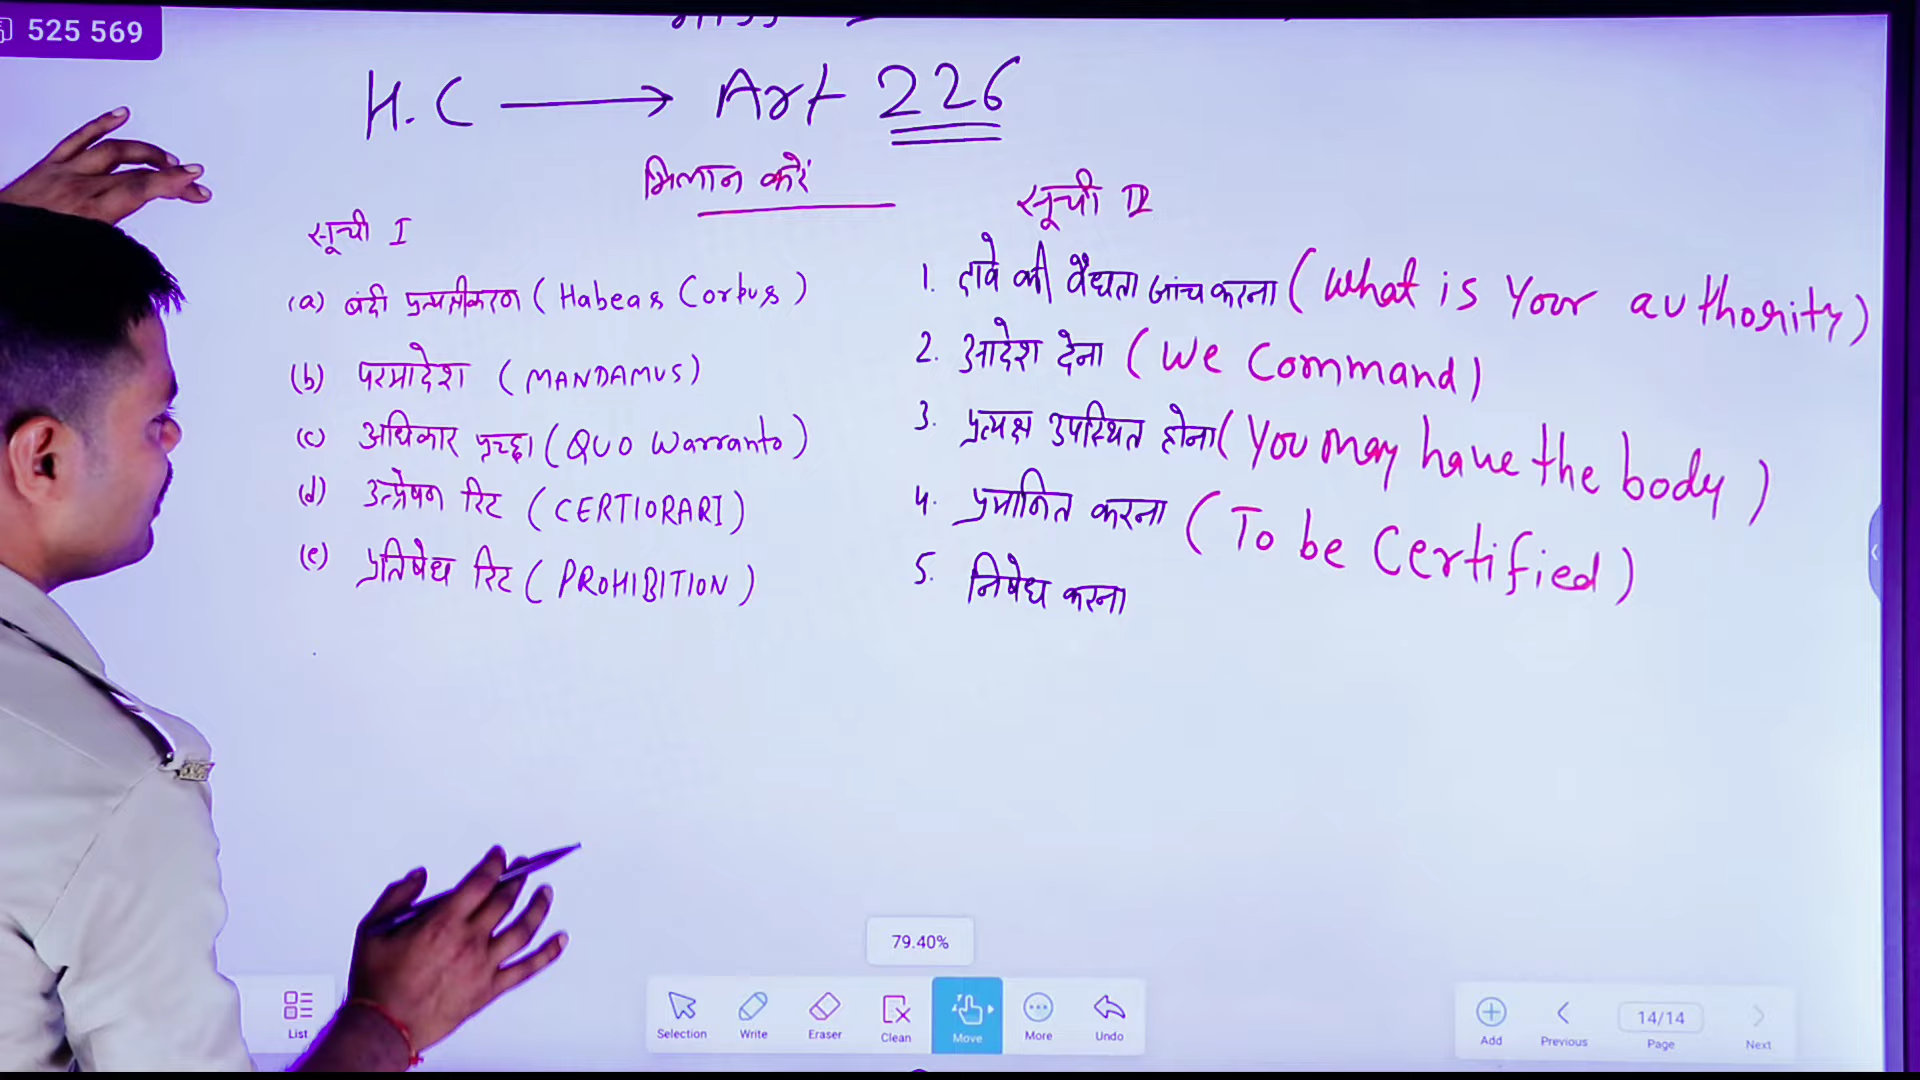 525 569
H.C → Art 226
मिलान करें
सूची I
सूची II
(a) बंदी प्रत्यक्षीकरण (Habeas Corpus)
1. दावे की वैधता जांच करना (What is Your authority)
(b) परमादेश (MANDAMUS)
2. आदेश देना (We Command)
(c) अधिकार पृच्छा (QUO Warranto)
3. प्रत्यक्ष उपस्थित होना (You may have the body)
(d) उत्प्रेषण रिट (CERTIORARI)
4. प्रमानित करना (To be Certified)
(e) प्रतिषेध रिट (PROHIBITION)
5. निषेध करना
79.40%
List
Selection
Write
Eraser
Clean
Move
More
Undo
Add
Previous
14/14
Page
Next